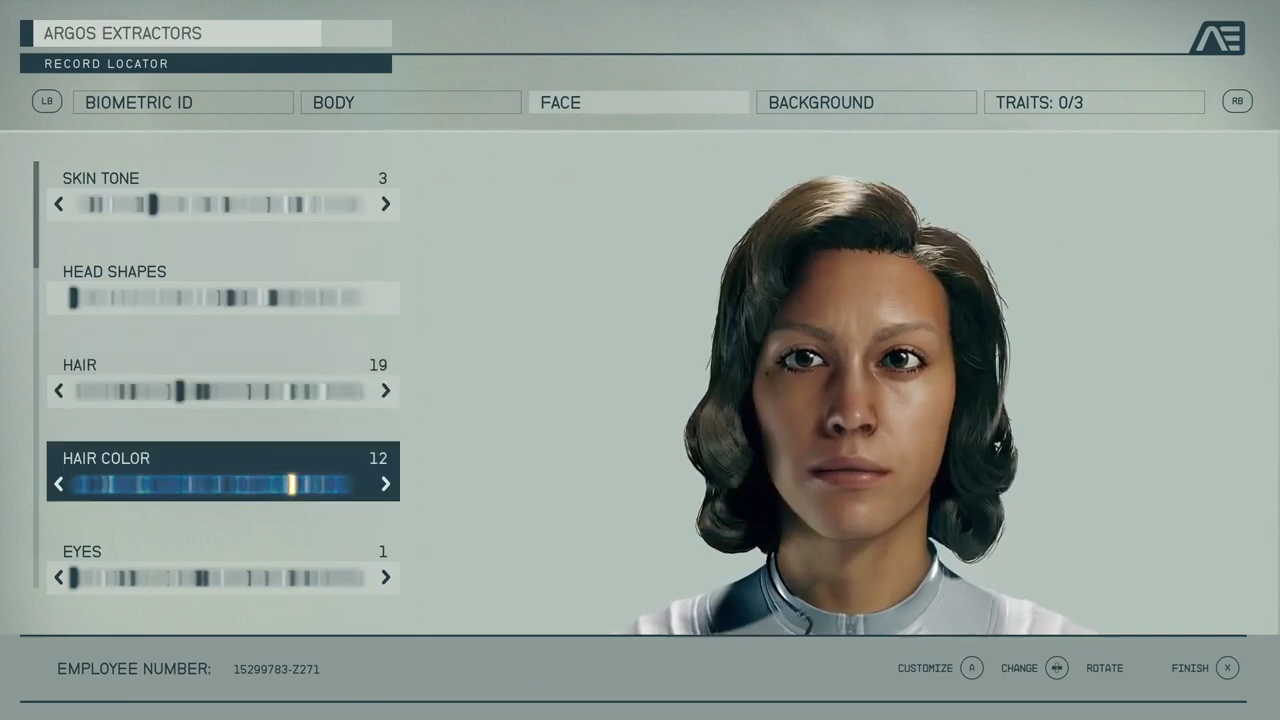 ARGOS EXTRACTORS
RECORD LOCATOR
LB BIOMETRIC ID BODY FACE BACKGROUND TRAITS: 0/3 RB
SKIN TONE 3
HEAD SHAPES
HAIR 19
HAIR COLOR 12
EYES 1
EMPLOYEE NUMBER: 15299783-Z271 CUSTOMIZE A CHANGE ROTATE FINISH X